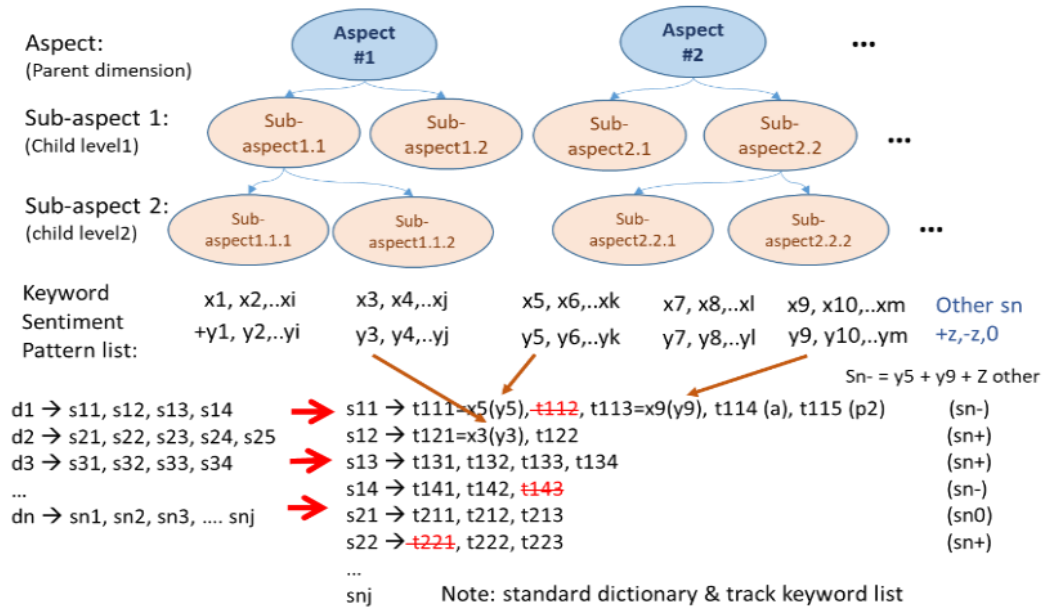 Aspect:
(Parent dimension)
Aspect
#1
Aspect
#2
...
Sub-aspect 1:
(Child level1)
Sub-
aspect1.1
Sub-
aspect1.2
Sub-
aspect2.1
Sub-
aspect2.2
...
Sub-aspect 2:
(child level2)
Sub-
aspect1.1.1
Sub-
aspect1.1.2
Sub-
aspect2.2.1
Sub-
aspect2.2.2
...
Keyword
Sentiment
Pattern list:
x1, x2,..xi
+y1, y2,..yi
x3, x4,..xj
y3, y4,..yj
x5, x6,..xk
y5, y6,..yk
x7, x8,..xl
y7, y8,..yl
x9, x10,..xm
y9, y10,..ym
Other sn
+z,-z,0
Sn- = y5 + y9 + Z other
d1 → s11, s12, s13, s14
d2 → s21, s22, s23, s24, s25
d3 → s31, s32, s33, s34
...
dn → sn1, sn2, sn3, .... snj
s11 → t111=x5(y5), t112, t113=x9(y9), t114 (a), t115 (p2) (sn-)
s12 → t121=x3(y3), t122 (sn+)
s13 → t131, t132, t133, t134 (sn+)
s14 → t141, t142, t143 (sn-)
s21 → t211, t212, t213 (sn0)
s22 → t221, t222, t223 (sn+)
...
snj
Note: standard dictionary & track keyword list